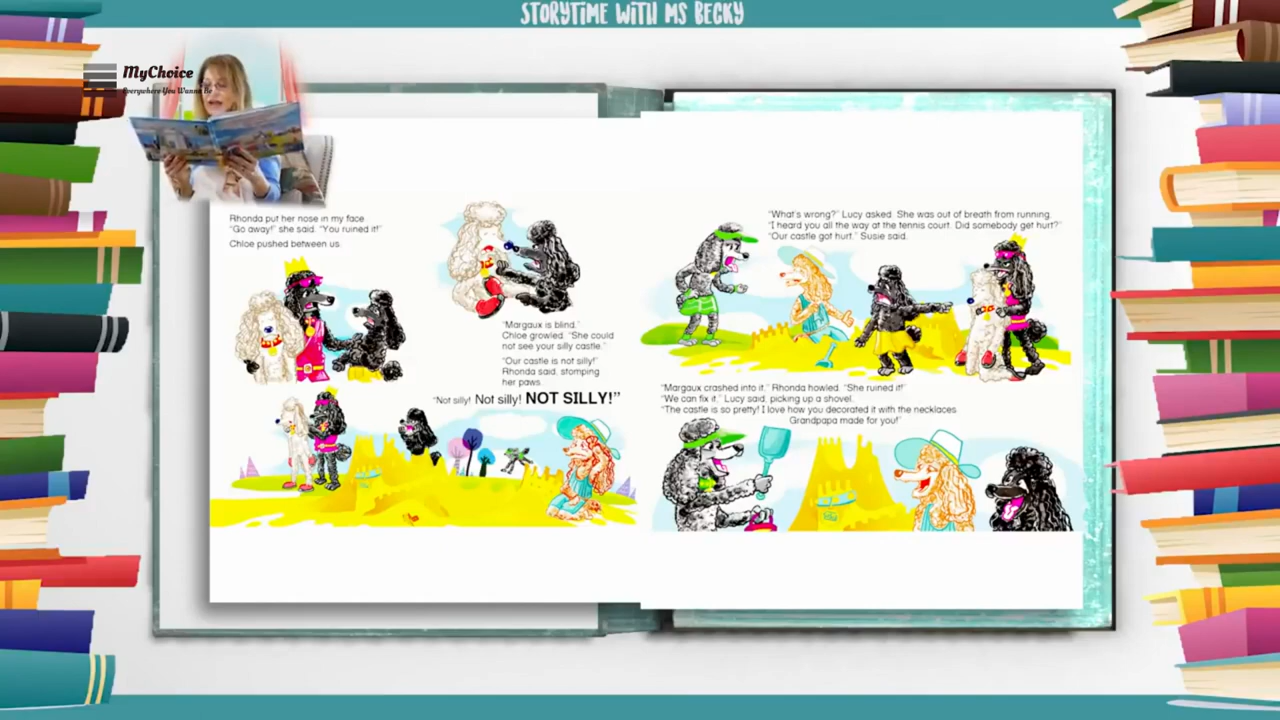 STORYTIME WITH MS BECKY
MyChoice
Everywhere You Wanna Be
Rhonda put her nose in my face
"Go away!" she said. "You ruined it!"
Chloe pushed between us.
"Margaux is blind."
Chloe growled. "She could
not see your silly castle."
"Our castle is not silly!"
Rhonda said, stomping
her paws.
"Not silly! Not silly! NOT SILLY!"
"What's wrong?" Lucy asked. She was out of breath from running.
"I heard you all the way at the tennis court. Did somebody get hurt?"
"Our castle got hurt." Susie said.
"Margaux crashed into it," Rhonda howled. "She ruined it!"
"We can fix it," Lucy said, picking up a shovel.
"The castle is so pretty! I love how you decorated it with the necklaces
Grandpapa made for you!"